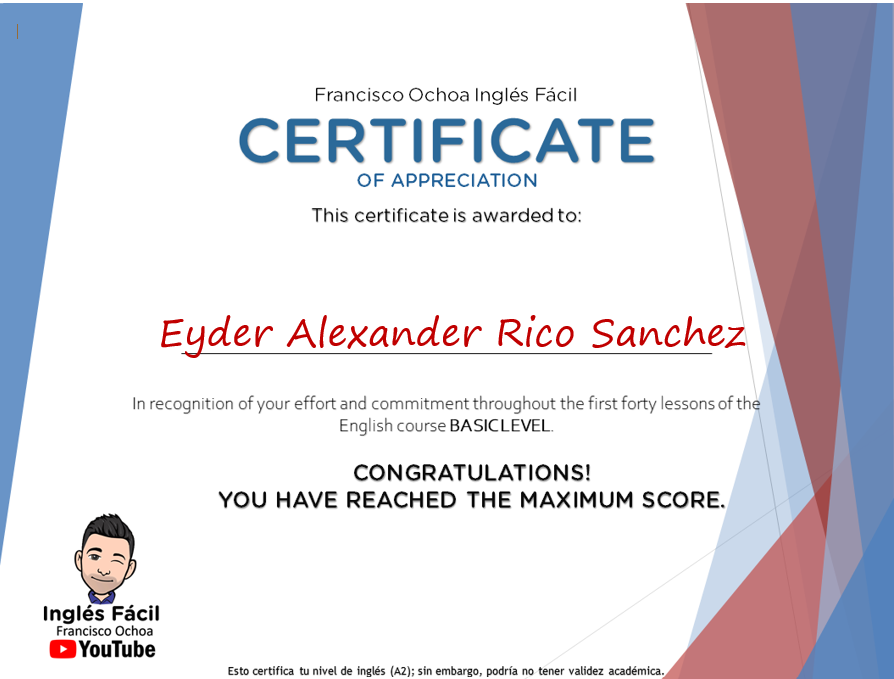 Francisco Ochoa Inglés Fácil
CERTIFICATE
OF APPRECIATION
This certificate is awarded to:
Eyder Alexander Rico Sanchez
In recognition of your effort and commitment throughout the first forty lessons of the
English course BASIC LEVEL.
CONGRATULATIONS!
YOU HAVE REACHED THE MAXIMUM SCORE.
Inglés Fácil
Francisco Ochoa
YouTube
Esto certifica tu nivel de inglés (A2); sin embargo, podría no tener validez académica.